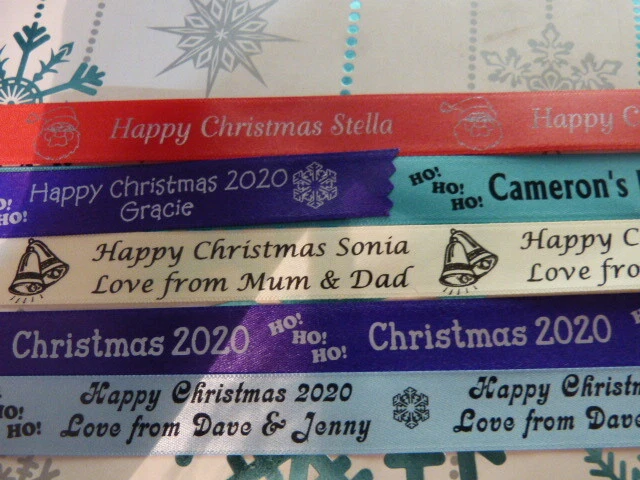 Happy Christmas Stella Happy
HO!
Happy Christmas 2020
Gracie
HO! HO! HO! Cameron's
Happy Christmas Sonia
Love from Mum & Dad
Happy
Love from
Christmas 2020 HO! HO! HO! Christmas 2020
HO!
Happy Christmas 2020
Love from Dave & Jenny
Happy
Love from Dave